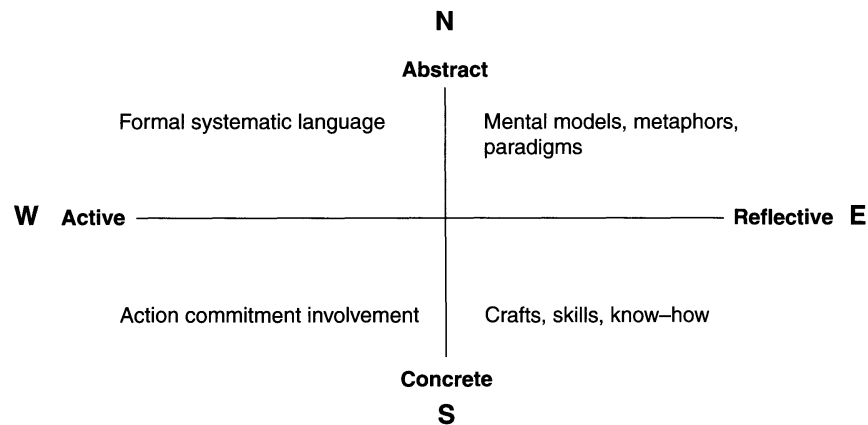 N
Abstract
Formal systematic language
Mental models, metaphors,
paradigms
W Active
Reflective E
Action commitment involvement
Crafts, skills, know–how
Concrete
S